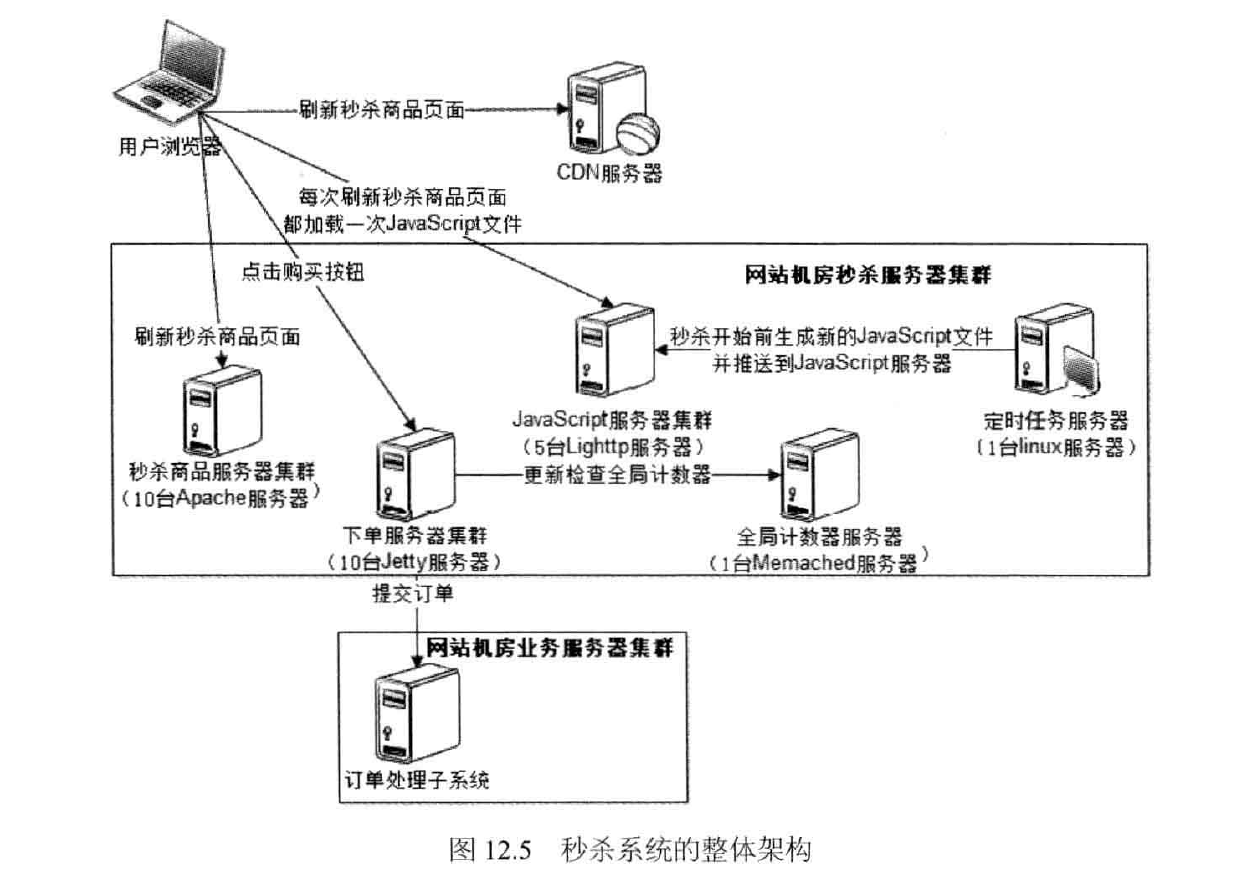 刷新秒杀商品页面
用户浏览器
CDN服务器
每次刷新秒杀商品页面
都加载一次JavaScript文件
点击购买按钮
网站机房秒杀服务器集群
刷新秒杀商品页面
秒杀开始前生成新的JavaScript文件
并推送到JavaScript服务器
JavaScript服务器集群
（5台Lighttp服务器）
定时任务服务器
（1台linux服务器）
秒杀商品服务器集群
（10台Apache服务器）
更新检查全局计数器
下单服务器集群
（10台Jetty服务器）
全局计数器服务器
（1台Memached服务器）
提交订单
网站机房业务服务器集群
订单处理子系统
图 12.5 秒杀系统的整体架构